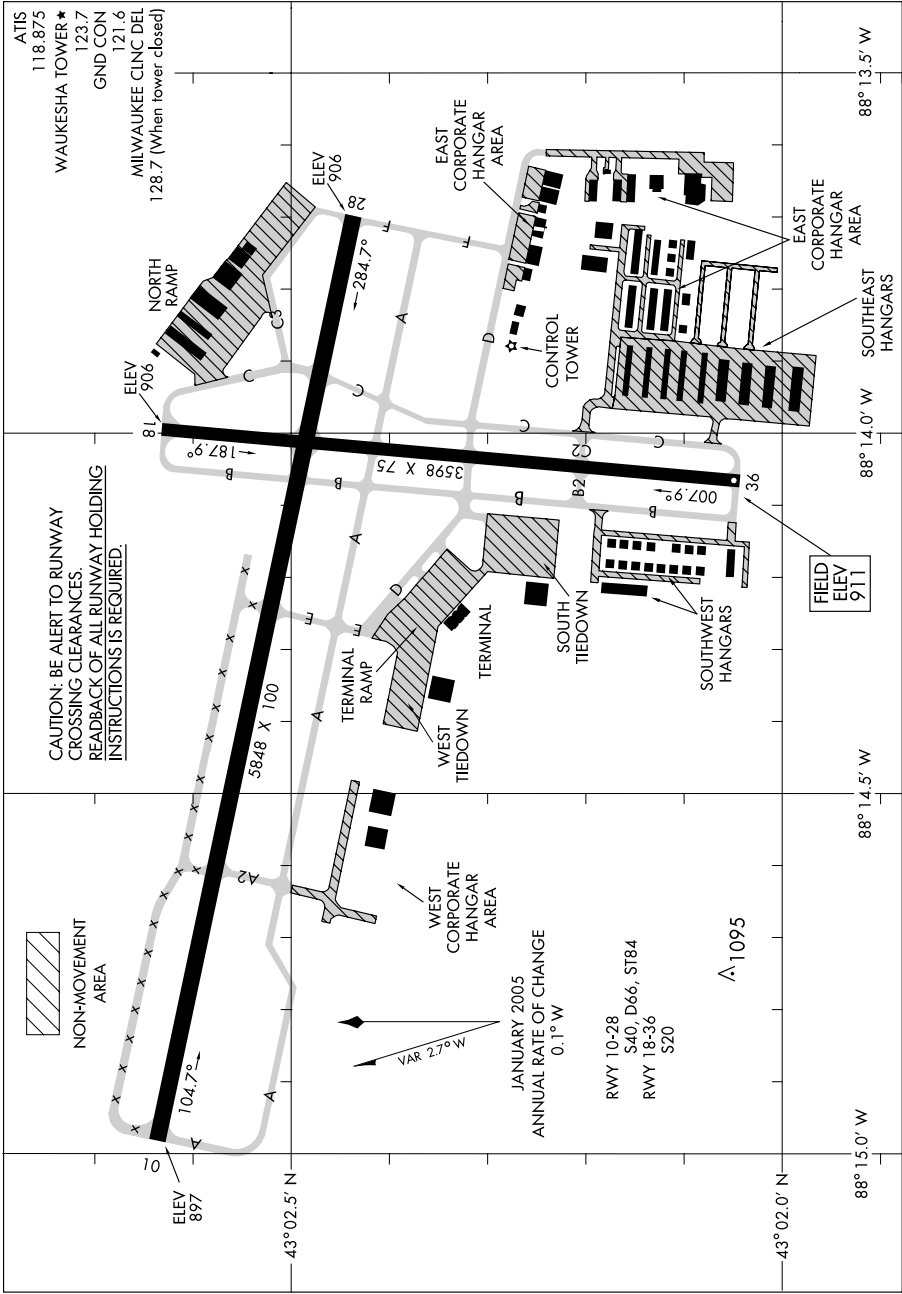 ATIS
118.875
WAUKESHA TOWER★
123.7
GND CON
121.6
MILWAUKEE CLNC DEL
128.7 (When tower closed)
CAUTION: BE ALERT TO RUNWAY
CROSSING CLEARANCES.
READBACK OF ALL RUNWAY HOLDING
INSTRUCTIONS IS REQUIRED.
NON-MOVEMENT
AREA
NORTH
RAMP
ELEV
906
18
187.9°
ELEV
906
28
284.7°
F
F
C3
C
C
A
D
EAST
CORPORATE
HANGAR
AREA
CONTROL
TOWER
EAST
CORPORATE
HANGAR
AREA
SOUTHEAST
HANGARS
C
C2
C
B
B
B
B2
B
3598 X 75
007.9°
36
FIELD
ELEV
911
A
E
E
D
A
5848 X 100
TERMINAL
RAMP
TERMINAL
SOUTH
TIEDOWN
WEST
TIEDOWN
SOUTHWEST
HANGARS
A2
WEST
CORPORATE
HANGAR
AREA
104.7°
10
ELEV
897
A
A
VAR 2.7° W
JANUARY 2005
ANNUAL RATE OF CHANGE
0.1° W
RWY 10-28
S40, D66, ST84
RWY 18-36
S20
1095
43° 02.5' N
43° 02.0' N
88° 15.0' W
88° 14.5' W
88° 14.0' W
88° 13.5' W